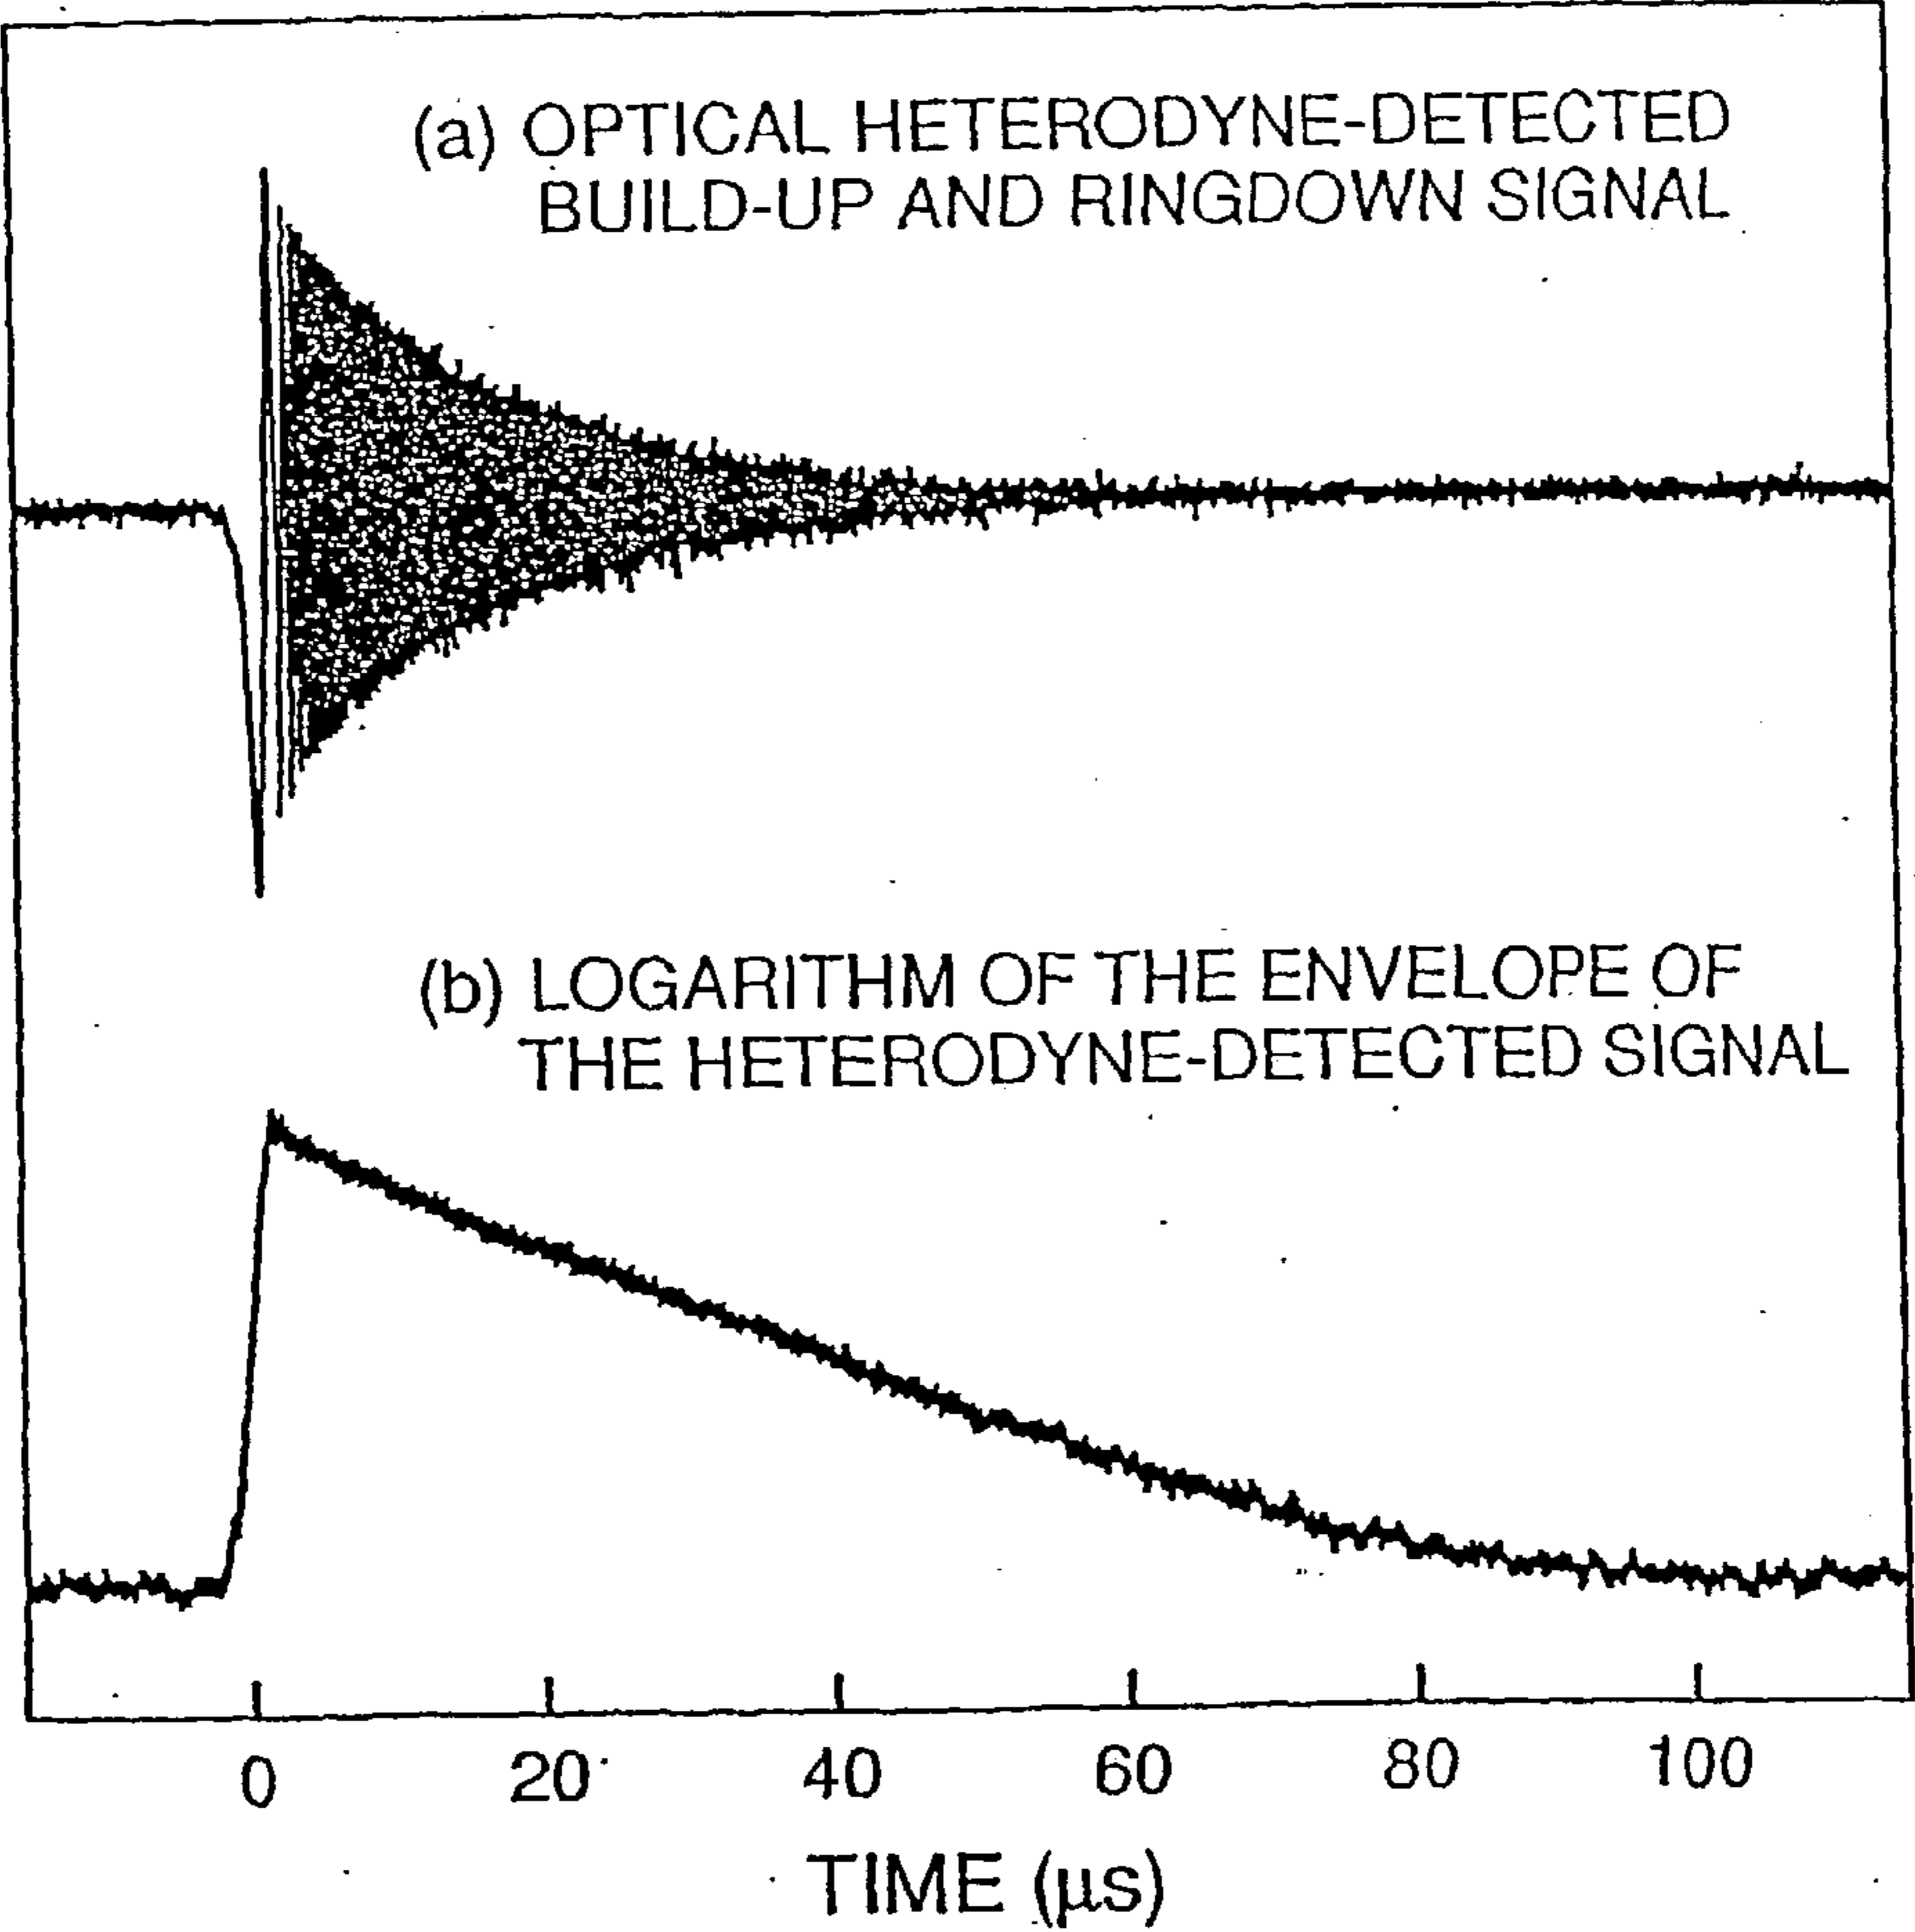 (a) OPTICAL HETERODYNE-DETECTED
BUILD-UP AND RINGDOWN SIGNAL
(b) LOGARITHM OF THE ENVELOPE OF
THE HETERODYNE-DETECTED SIGNAL
0 20 40 60 80 100
TIME (µs)